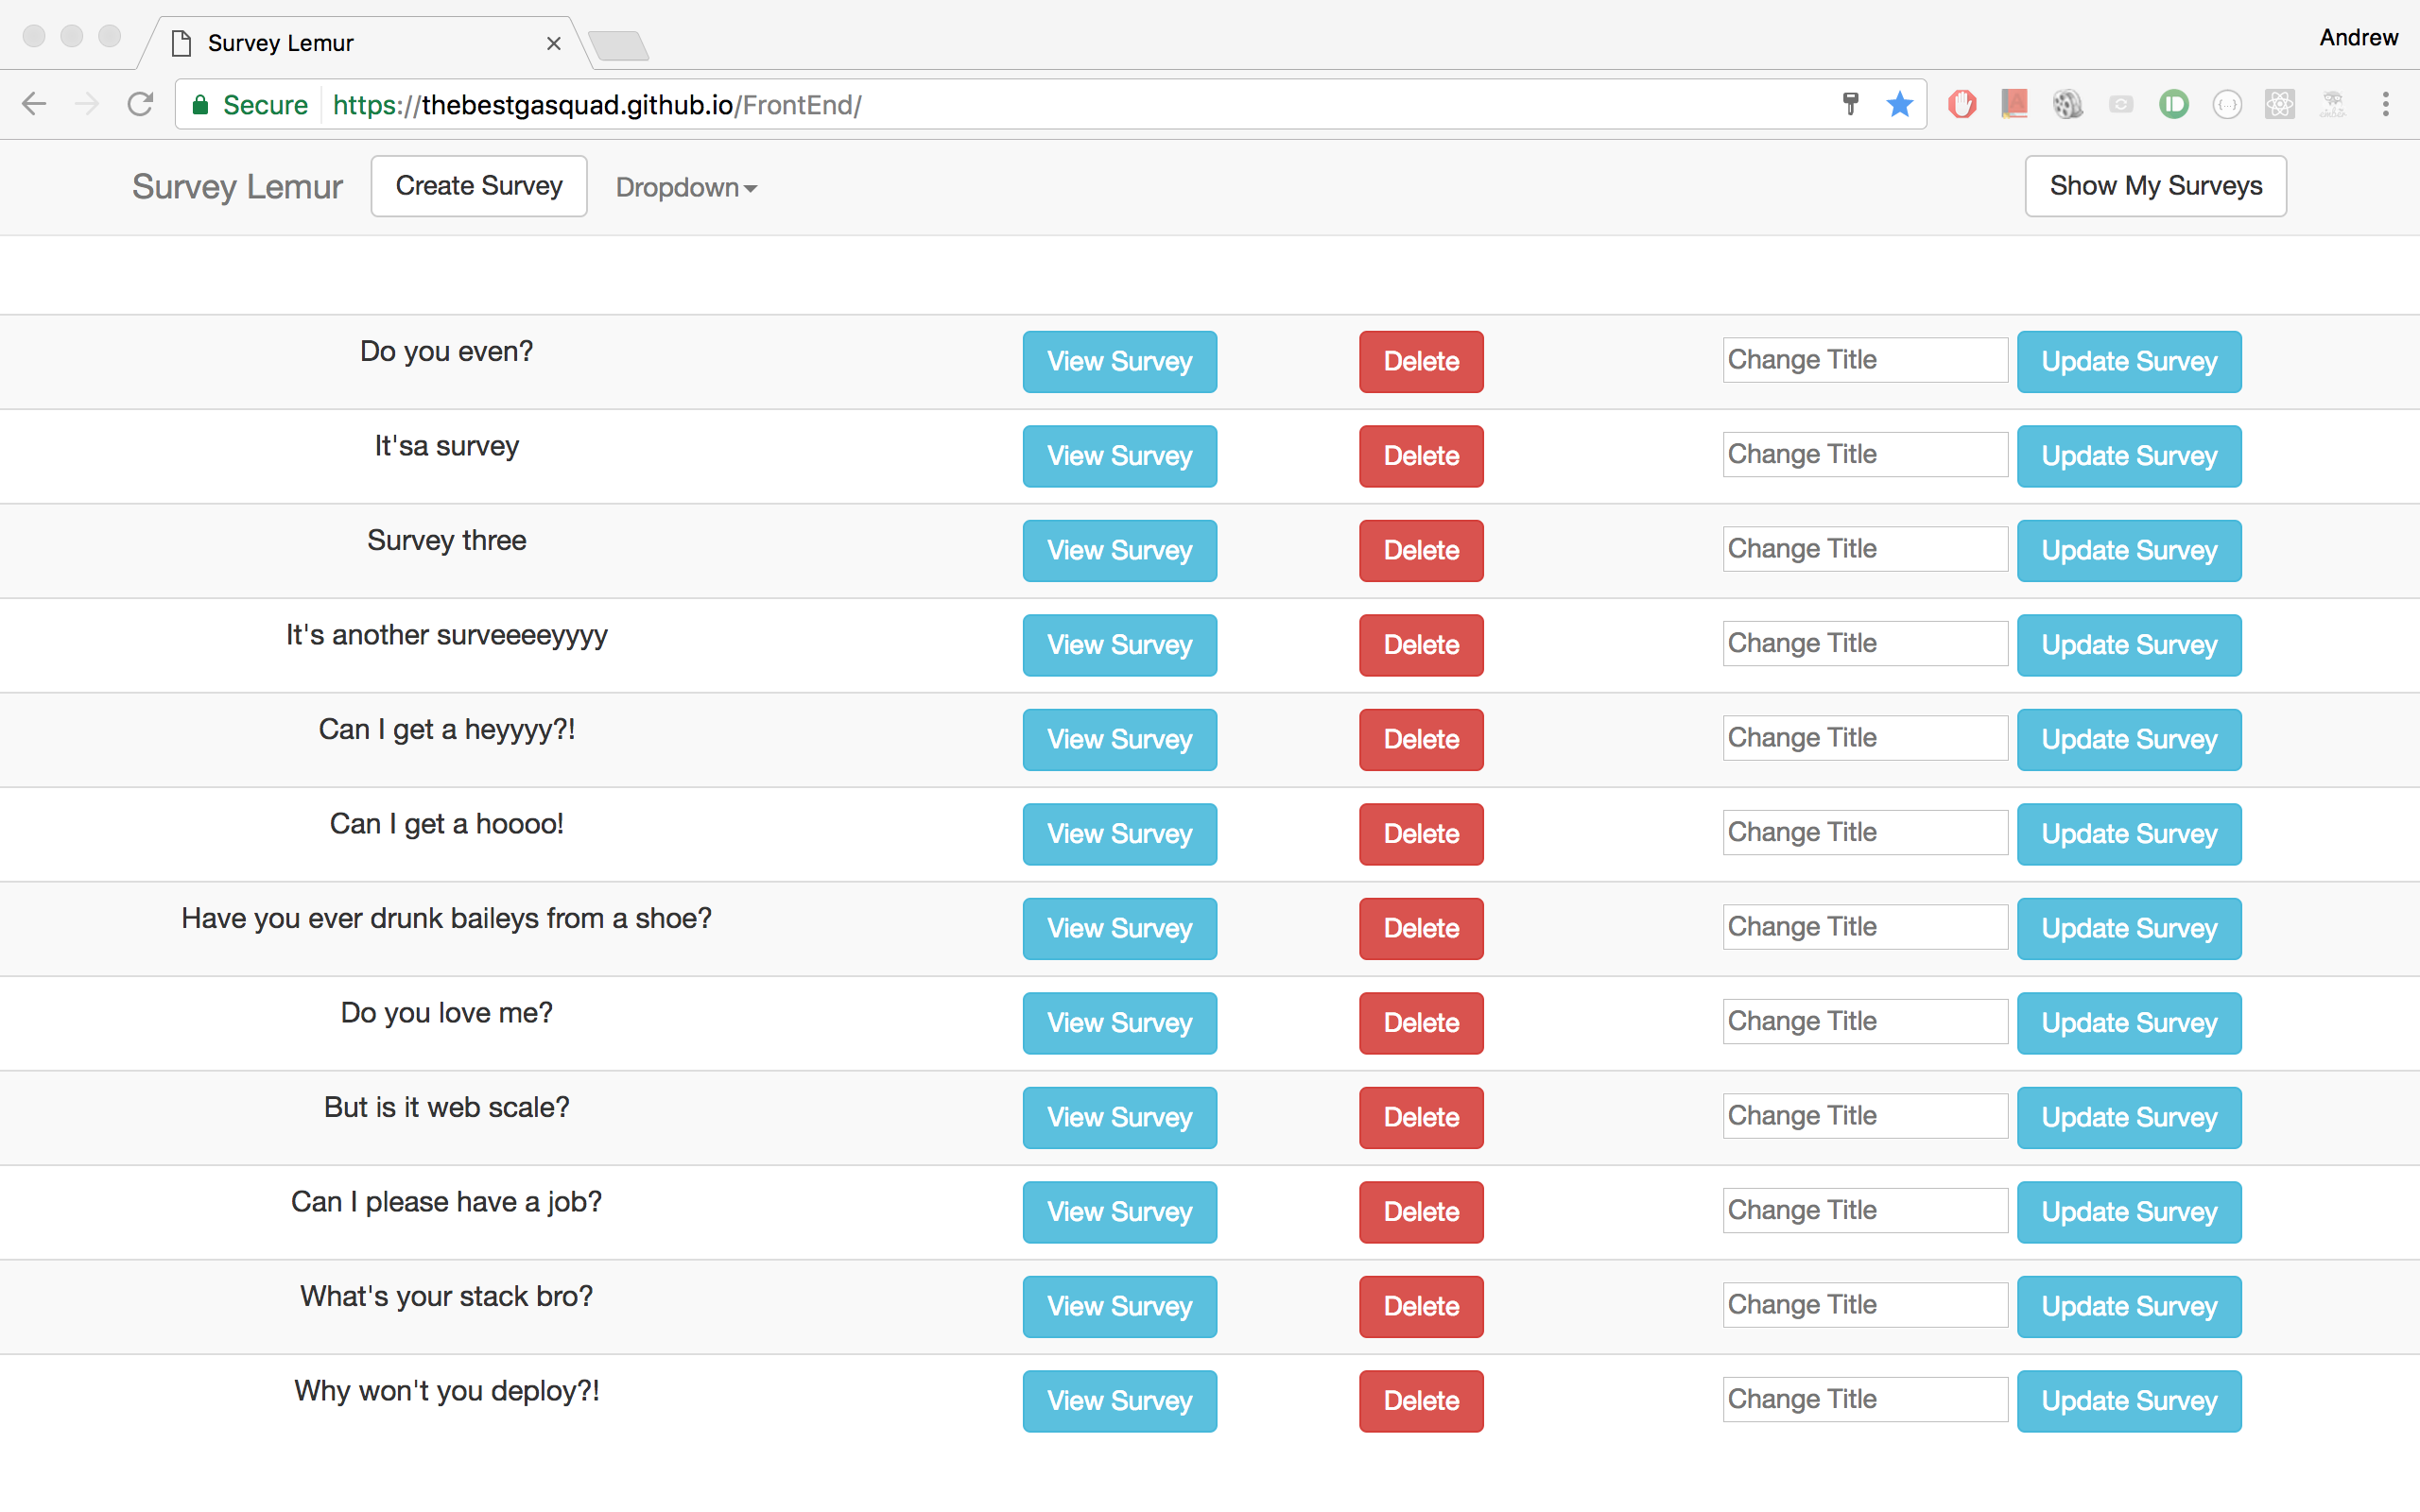 Survey Lemur
Andrew
Secure https://thebestgasquad.github.io/FrontEnd/
Survey Lemur Create Survey Dropdown Show My Surveys
Do you even? View Survey Delete Change Title Update Survey
It'sa survey View Survey Delete Change Title Update Survey
Survey three View Survey Delete Change Title Update Survey
It's another surveeeeyyyy View Survey Delete Change Title Update Survey
Can I get a heyyyy?! View Survey Delete Change Title Update Survey
Can I get a hoooo! View Survey Delete Change Title Update Survey
Have you ever drunk baileys from a shoe? View Survey Delete Change Title Update Survey
Do you love me? View Survey Delete Change Title Update Survey
But is it web scale? View Survey Delete Change Title Update Survey
Can I please have a job? View Survey Delete Change Title Update Survey
What's your stack bro? View Survey Delete Change Title Update Survey
Why won't you deploy?! View Survey Delete Change Title Update Survey